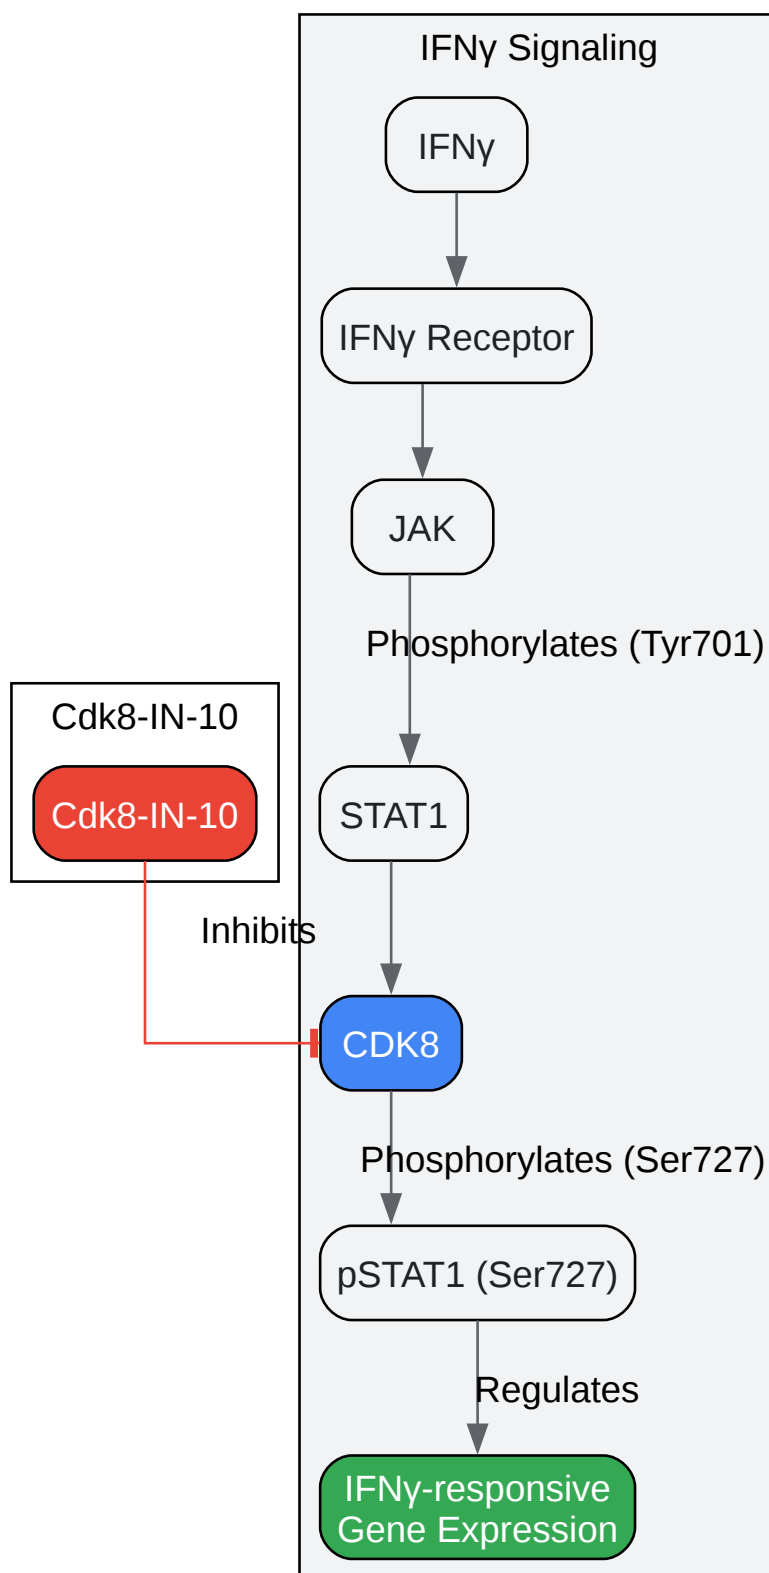 IFNγ Signaling
IFNγ
IFNγ Receptor
JAK
Phosphorylates (Tyr701)
Cdk8-IN-10
Cdk8-IN-10
STAT1
Inhibits
CDK8
Phosphorylates (Ser727)
pSTAT1 (Ser727)
Regulates
IFNγ-responsive
Gene Expression